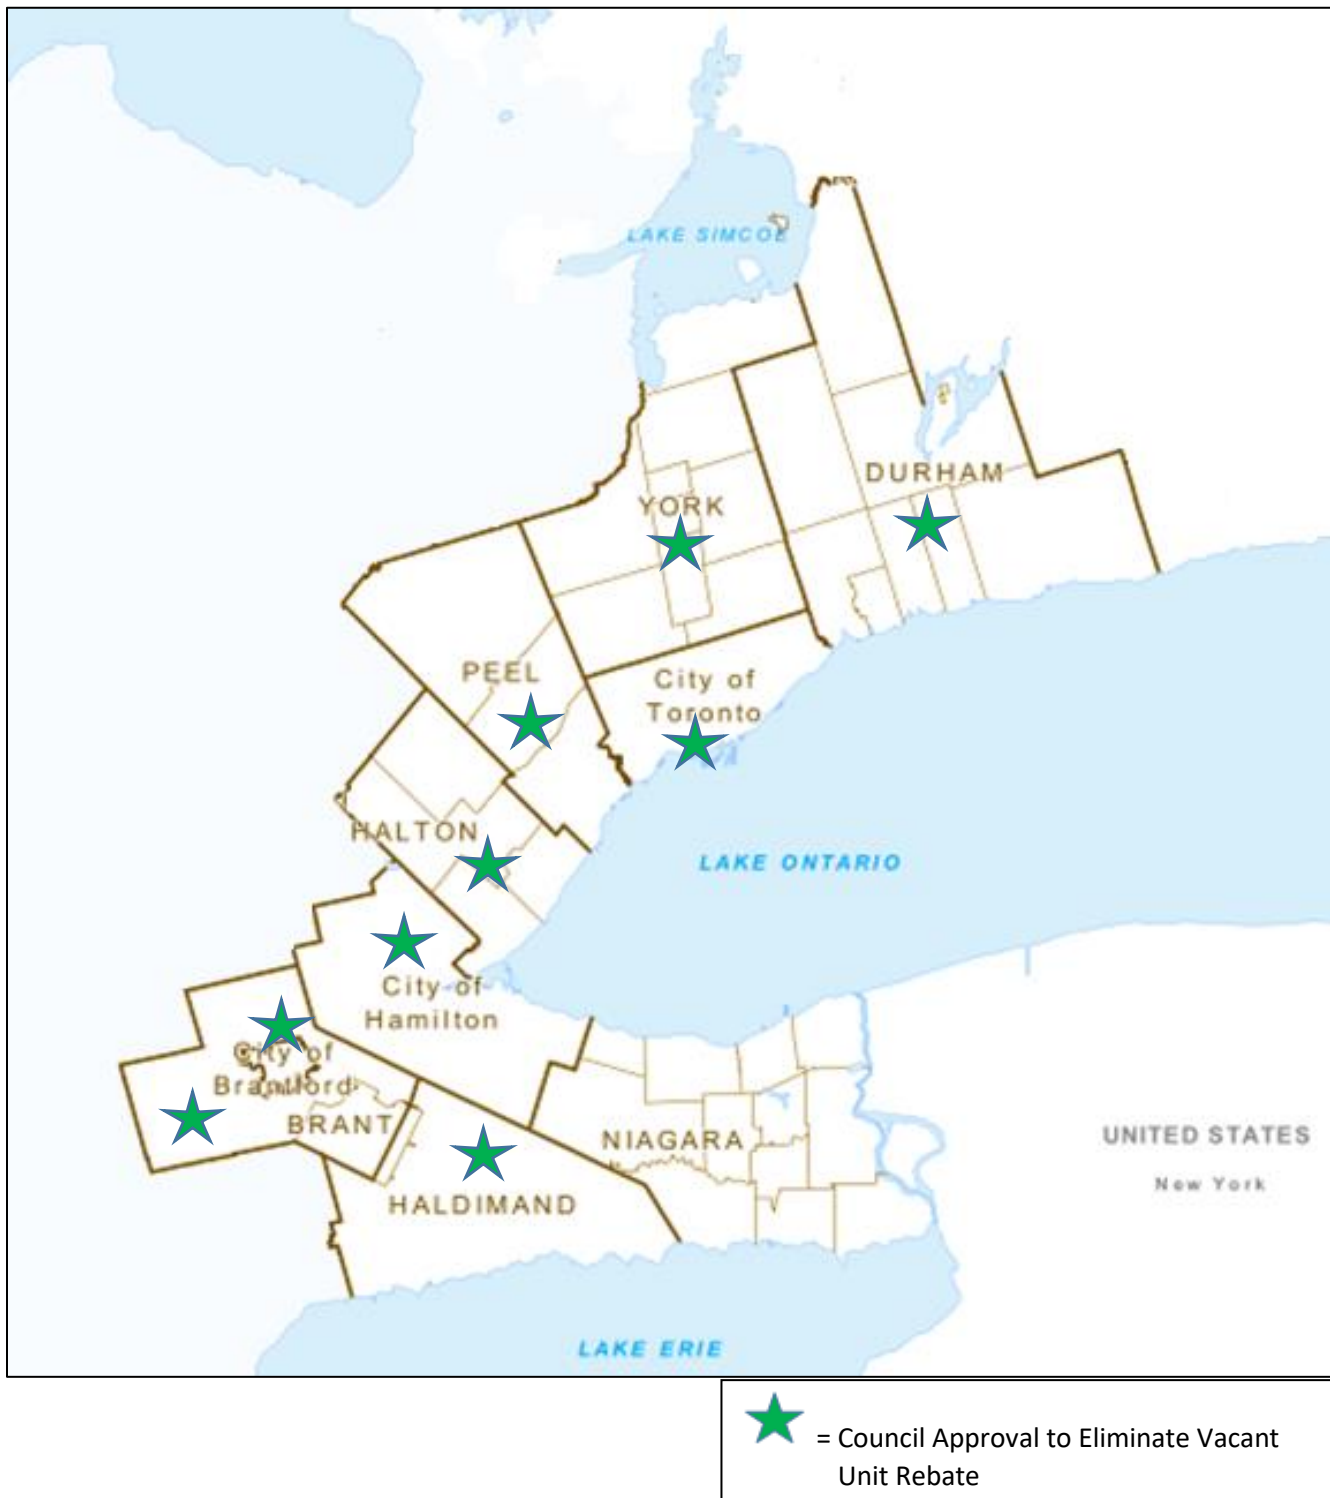 LAKE SIMCOE
DURHAM
YORK
PEEL
City of
Toronto
HALTON
LAKE ONTARIO
City of
Hamilton
City of
Brantford
BRANT
NIAGARA
UNITED STATES
New York
HALDIMAND
LAKE ERIE
= Council Approval to Eliminate Vacant
Unit Rebate